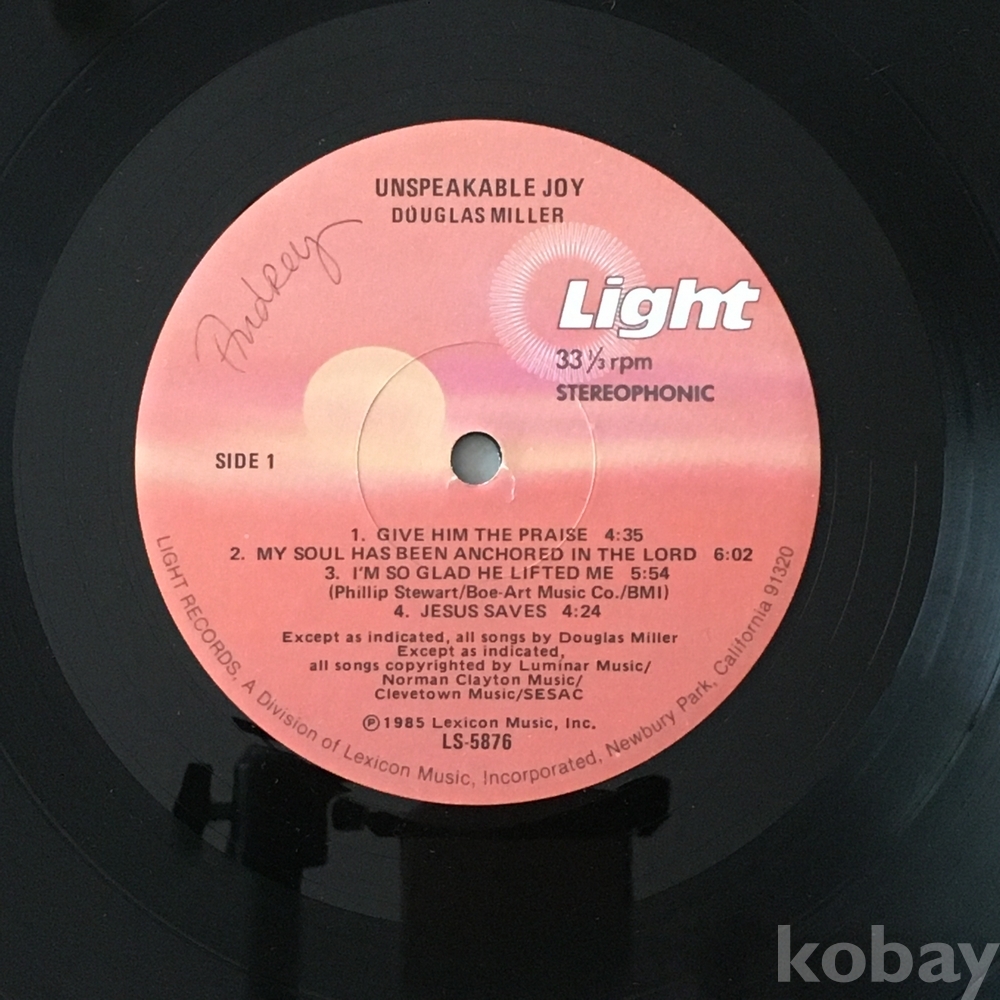 UNSPEAKABLE JOY
DOUGLAS MILLER
Audrey
Light
33 1/3 rpm
STEREOPHONIC
SIDE 1
1. GIVE HIM THE PRAISE 4:35
2. MY SOUL HAS BEEN ANCHORED IN THE LORD 6:02
3. I'M SO GLAD HE LIFTED ME 5:54
(Phillip Stewart/Boe-Art Music Co./BMI)
4. JESUS SAVES 4:24
Except as indicated, all songs by Douglas Miller
Except as indicated,
all songs copyrighted by Luminar Music/
Norman Clayton Music/
Clevetown Music/SESAC
℗1985 Lexicon Music, Inc.
LS-5876
LIGHT RECORDS, A Division of Lexicon Music, Incorporated, Newbury Park, California 91320
kobay